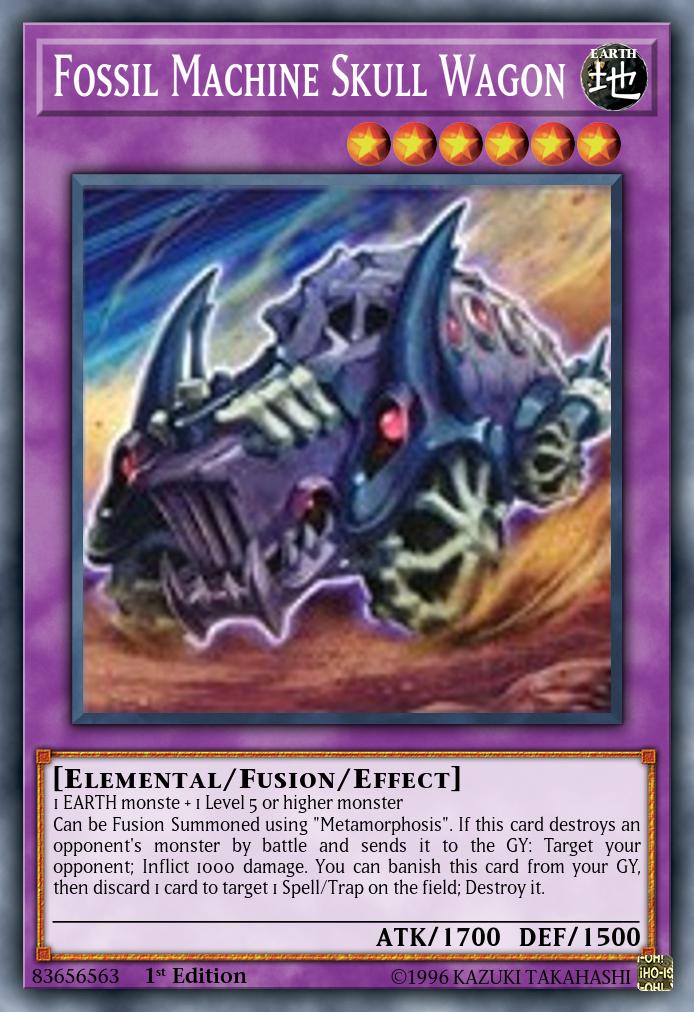 Fossil Machine Skull Wagon
EARTH
地
[Elemental/Fusion/Effect]
1 EARTH monste + 1 Level 5 or higher monster
Can be Fusion Summoned using "Metamorphosis". If this card destroys an
opponent's monster by battle and sends it to the GY: Target your
opponent; Inflict 1000 damage. You can banish this card from your GY,
then discard 1 card to target 1 Spell/Trap on the field; Destroy it.
ATK/1700 DEF/1500
83656563 1st Edition ©1996 KAZUKI TAKAHASHI